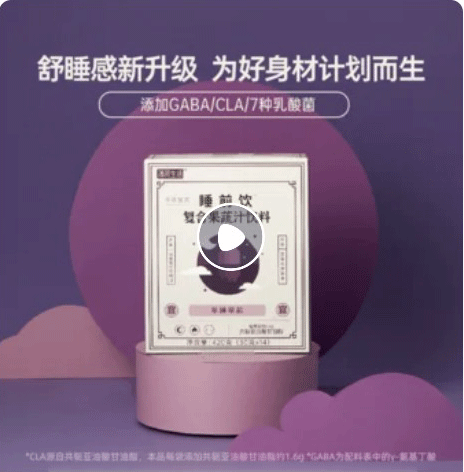 舒睡感新升级 为好身材计划而生
添加GABA/CLA/7种乳酸菌
睡前饮
复合果蔬汁饮料
宜
宜
*CLA源自共轭亚油酸甘油酯，本品每袋添加共轭亚油酸甘油酯约1.6g *GABA为配料表中的γ-氨基丁酸